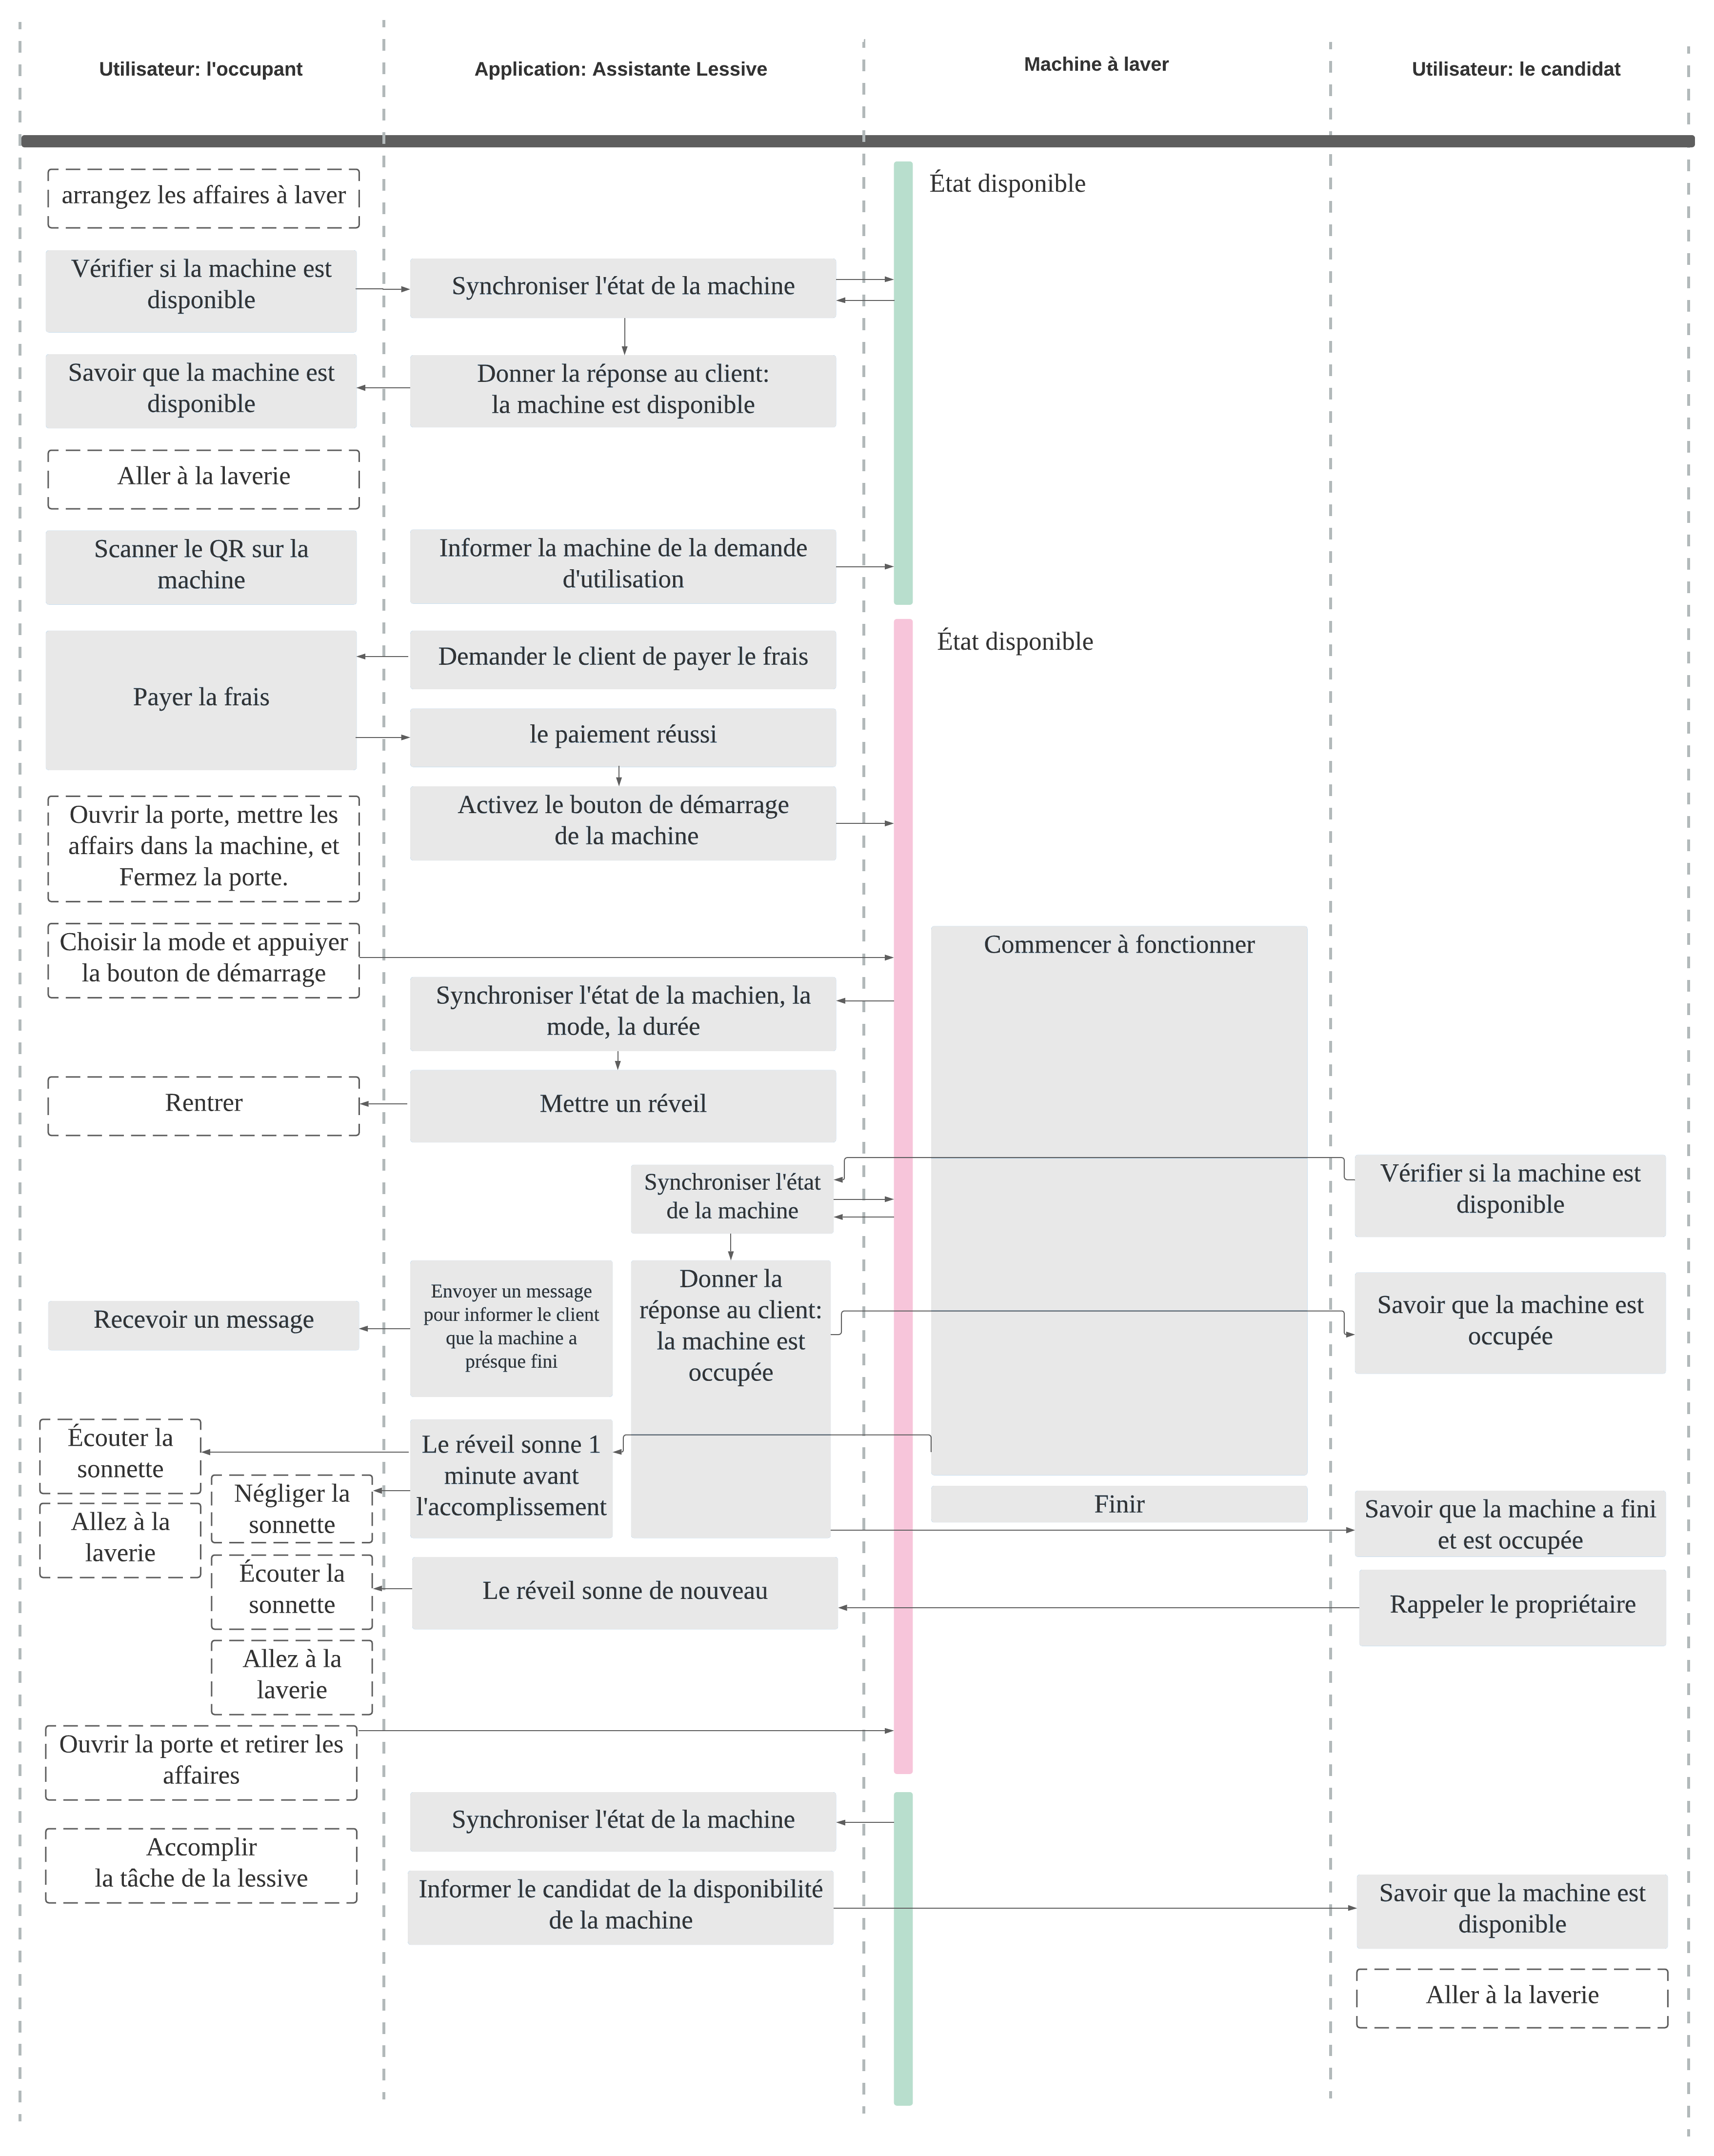 Utilisateur: l'occupant
Application: Assistante Lessive
Machine à laver
Utilisateur: le candidat
arrangez les affaires à laver
État disponible
Vérifier si la machine est
disponible
Synchroniser l'état de la machine
Savoir que la machine est
disponible
Donner la réponse au client:
la machine est disponible
Aller à la laverie
Scanner le QR sur la
machine
Informer la machine de la demande
d'utilisation
État disponible
Payer la frais
Demander le client de payer le frais
le paiement réussi
Ouvrir la porte, mettre les
affairs dans la machine, et
Fermez la porte.
Activez le bouton de démarrage
de la machine
Choisir la mode et appuiyer
la bouton de démarrage
Commencer à fonctionner
Synchroniser l'état de la machien, la
mode, la durée
Rentrer
Mettre un réveil
Synchroniser l'état
de la machine
Vérifier si la machine est
disponible
Recevoir un message
Envoyer un message
pour informer le client
que la machine a
présque fini
Donner la
réponse au client:
la machine est
occupée
Savoir que la machine est
occupée
Écouter la
sonnette
Négliger la
sonnette
Le réveil sonne 1
minute avant
l'accomplissement
Finir
Savoir que la machine a fini
et est occupée
Allez à la
laverie
Écouter la
sonnette
Le réveil sonne de nouveau
Rappeler le propriétaire
Allez à la
laverie
Ouvrir la porte et retirer les
affaires
Synchroniser l'état de la machine
Accomplir
la tâche de la lessive
Informer le candidat de la disponibilité
de la machine
Savoir que la machine est
disponible
Aller à la laverie